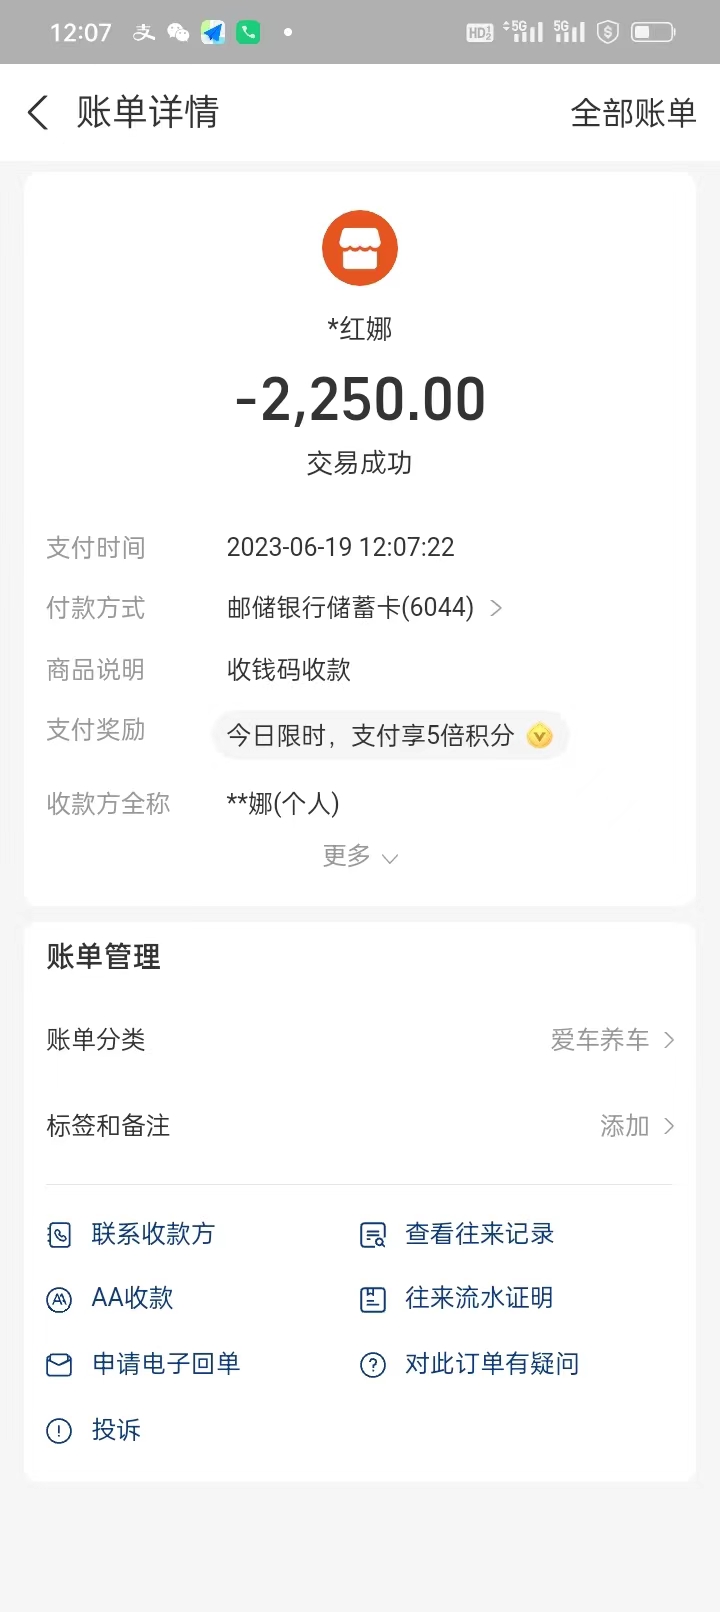 12:07 支 HD2 5G 5G
账单详情 全部账单
*红娜
-2,250.00
交易成功
支付时间 2023-06-19 12:07:22
付款方式 邮储银行储蓄卡(6044)
商品说明 收钱码收款
支付奖励 今日限时，支付享5倍积分
收款方全称 **娜(个人)
更多
账单管理
账单分类 爱车养车
标签和备注 添加
联系收款方 查看往来记录
AA收款 往来流水证明
申请电子回单 对此订单有疑问
投诉